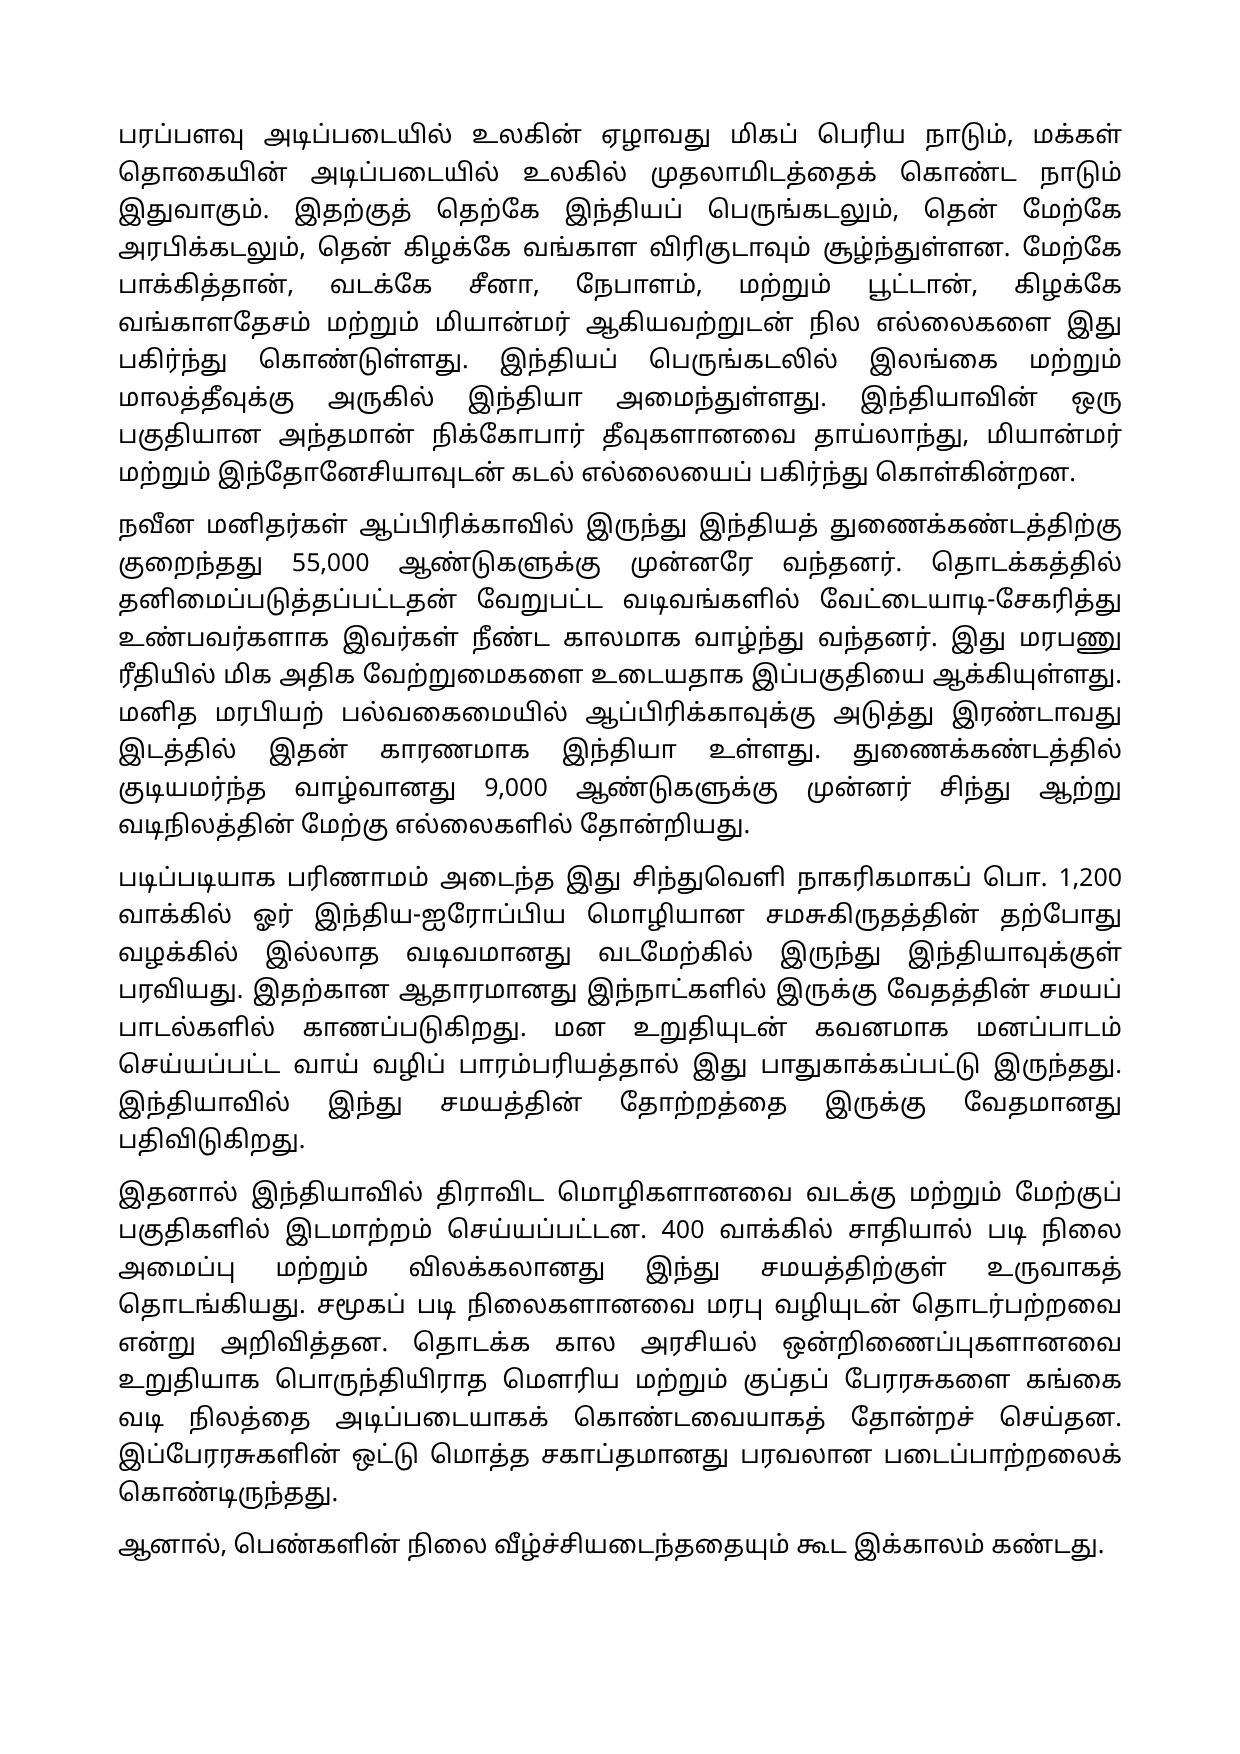 பரப்பளவு அடிப்படையில் உலகின் ஏழாவது மிகப் பெரிய நாடும், மக்கள்
தொகையின் அடிப்படையில் உலகில் முதலாமிடத்தைக் கொண்ட நாடும்
இதுவாகும். இதற்குத் தெற்கே இந்தியப் பெருங்கடலும், தென் மேற்கே
அரபிக்கடலும், தென் கிழக்கே வங்காள விரிகுடாவும் சூழ்ந்துள்ளன. மேற்கே
பாக்கித்தான், வடக்கே சீனா, நேபாளம், மற்றும் பூட்டான், கிழக்கே
வங்காளதேசம் மற்றும் மியான்மர் ஆகியவற்றுடன் நில எல்லைகளை இது
பகிர்ந்து கொண்டுள்ளது. இந்தியப் பெருங்கடலில் இலங்கை மற்றும்
மாலத்தீவுக்கு அருகில் இந்தியா அமைந்துள்ளது. இந்தியாவின் ஒரு
பகுதியான அந்தமான் நிக்கோபார் தீவுகளானவை தாய்லாந்து, மியான்மர்
மற்றும் இந்தோனேசியாவுடன் கடல் எல்லையைப் பகிர்ந்து கொள்கின்றன.
நவீன மனிதர்கள் ஆப்பிரிக்காவில் இருந்து இந்தியத் துணைக்கண்டத்திற்கு
குறைந்தது 55,000 ஆண்டுகளுக்கு முன்னரே வந்தனர். தொடக்கத்தில்
தனிமைப்படுத்தப்பட்டதன் வேறுபட்ட வடிவங்களில் வேட்டையாடி-சேகரித்து
உண்பவர்களாக இவர்கள் நீண்ட காலமாக வாழ்ந்து வந்தனர். இது மரபணு
ரீதியில் மிக அதிக வேற்றுமைகளை உடையதாக இப்பகுதியை ஆக்கியுள்ளது.
மனித மரபியற் பல்வகைமையில் ஆப்பிரிக்காவுக்கு அடுத்து இரண்டாவது
இடத்தில் இதன் காரணமாக இந்தியா உள்ளது. துணைக்கண்டத்தில்
குடியமர்ந்த வாழ்வானது 9,000 ஆண்டுகளுக்கு முன்னர் சிந்து ஆற்று
வடிநிலத்தின் மேற்கு எல்லைகளில் தோன்றியது.
படிப்படியாக பரிணாமம் அடைந்த இது சிந்துவெளி நாகரிகமாகப் பொ. 1,200
வாக்கில் ஓர் இந்திய-ஐரோப்பிய மொழியான சமசுகிருதத்தின் தற்போது
வழக்கில் இல்லாத வடிவமானது வடமேற்கில் இருந்து இந்தியாவுக்குள்
பரவியது. இதற்கான ஆதாரமானது இந்நாட்களில் இருக்கு வேதத்தின் சமயப்
பாடல்களில் காணப்படுகிறது. மன உறுதியுடன் கவனமாக மனப்பாடம்
செய்யப்பட்ட வாய் வழிப் பாரம்பரியத்தால் இது பாதுகாக்கப்பட்டு இருந்தது.
இந்தியாவில் இந்து சமயத்தின் தோற்றத்தை இருக்கு வேதமானது
பதிவிடுகிறது.
இதனால் இந்தியாவில் திராவிட மொழிகளானவை வடக்கு மற்றும் மேற்குப்
பகுதிகளில் இடமாற்றம் செய்யப்பட்டன. 400 வாக்கில் சாதியால் படி நிலை
அமைப்பு மற்றும் விலக்கலானது இந்து சமயத்திற்குள் உருவாகத்
தொடங்கியது. சமூகப் படி நிலைகளானவை மரபு வழியுடன் தொடர்பற்றவை
என்று அறிவித்தன. தொடக்க கால அரசியல் ஒன்றிணைப்புகளானவை
உறுதியாக பொருந்தியிராத மௌரிய மற்றும் குப்தப் பேரரசுகளை கங்கை
வடி நிலத்தை அடிப்படையாகக் கொண்டவையாகத் தோன்றச் செய்தன.
இப்பேரரசுகளின் ஒட்டு மொத்த சகாப்தமானது பரவலான படைப்பாற்றலைக்
கொண்டிருந்தது.
ஆனால், பெண்களின் நிலை வீழ்ச்சியடைந்ததையும் கூட இக்காலம் கண்டது.